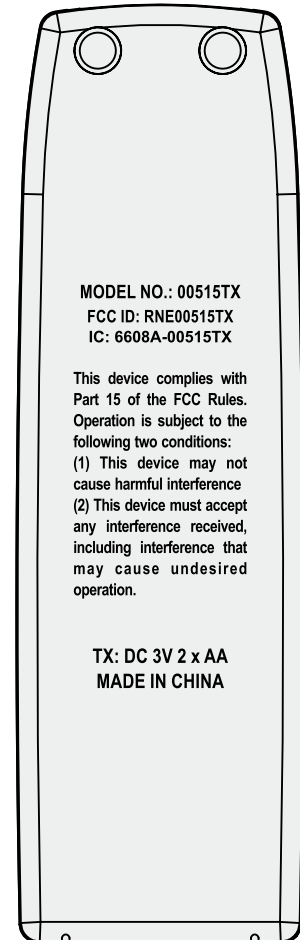 MODEL NO.: 00515TX
FCC ID: RNE00515TX
IC: 6608A-00515TX
This device complies with
Part 15 of the FCC Rules.
Operation is subject to the
following two conditions:
(1) This device may not
cause harmful interference
(2) This device must accept
any interference received,
including interference that
may cause undesired
operation.
TX: DC 3V 2 x AA
MADE IN CHINA